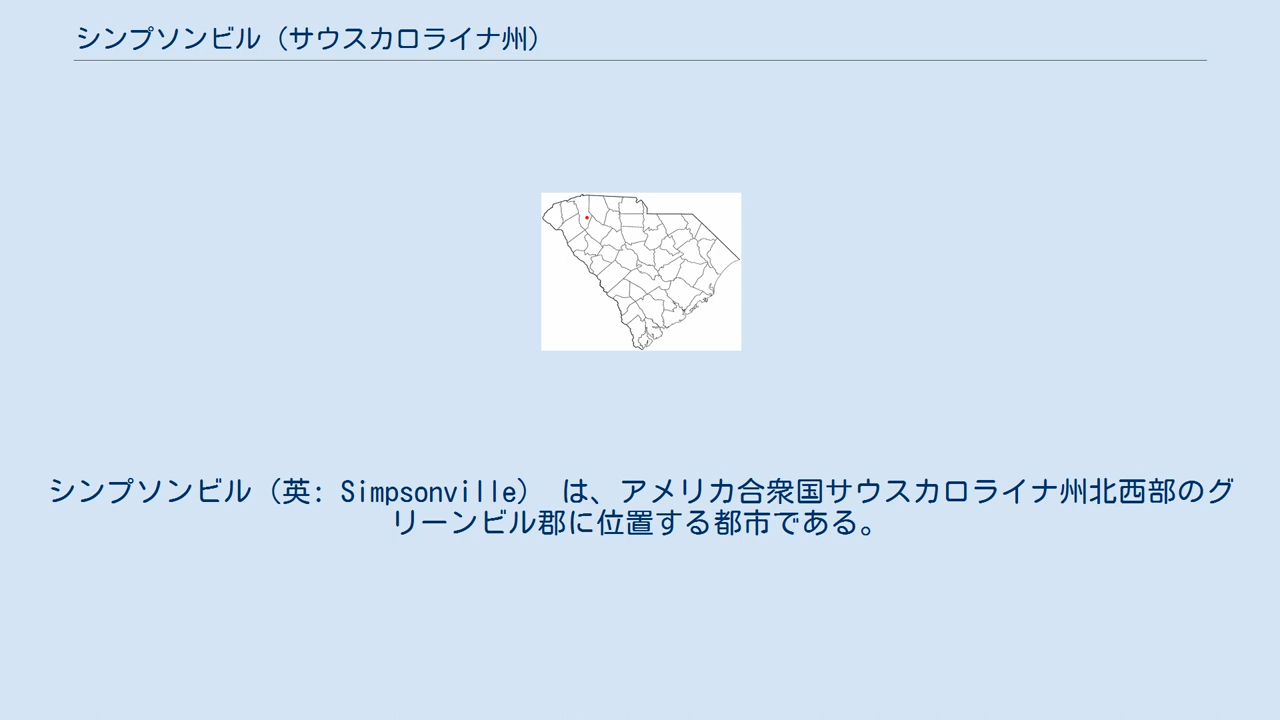 シンプソンビル（サウスカロライナ州）
シンプソンビル（英: Simpsonville） は、アメリカ合衆国サウスカロライナ州北西部のグ
リーンビル郡に位置する都市である。